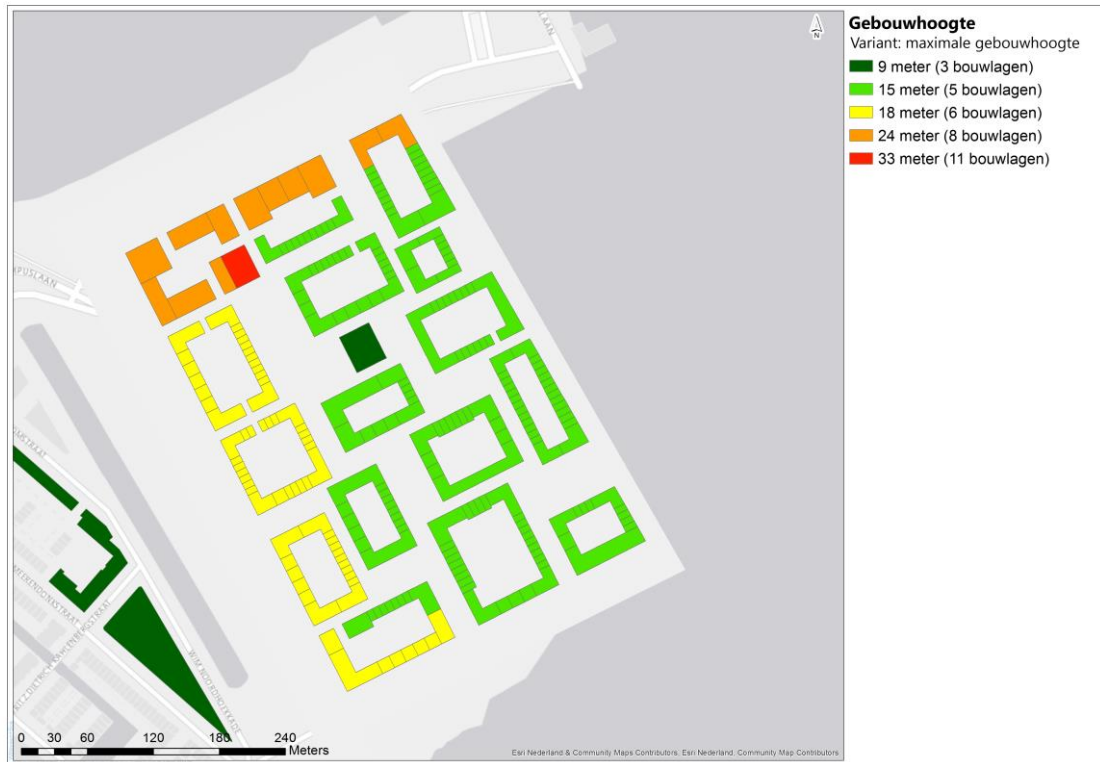 Gebouwhoogte
Variant: maximale gebouwhoogte
9 meter (3 bouwlagen)
15 meter (5 bouwlagen)
18 meter (6 bouwlagen)
24 meter (8 bouwlagen)
33 meter (11 bouwlagen)
N
0 30 60 120 180 240
Meters
Esri Nederland & Community Maps Contributors, Esri Nederland, Community Map Contributors